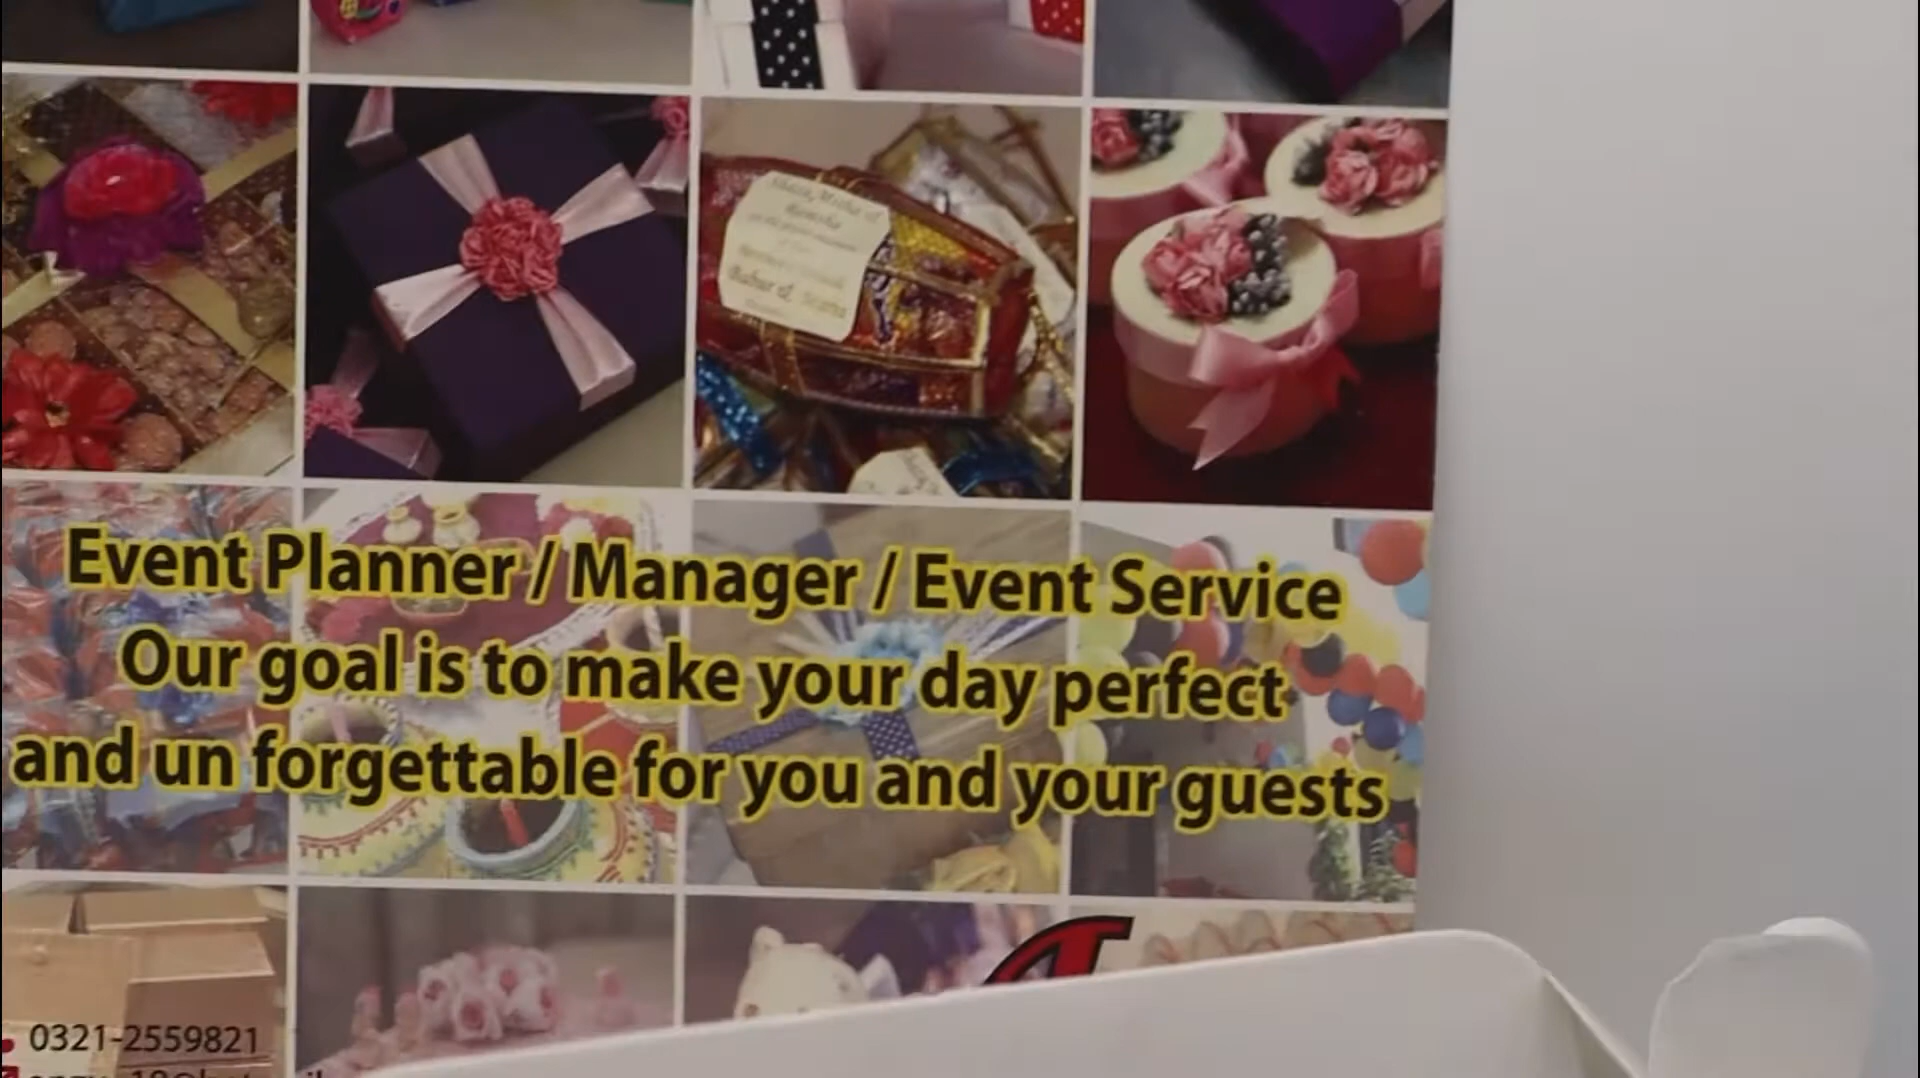 Event Planner / Manager / Event Service
Our goal is to make your day perfect
and un forgettable for you and your guests
0321-2559821